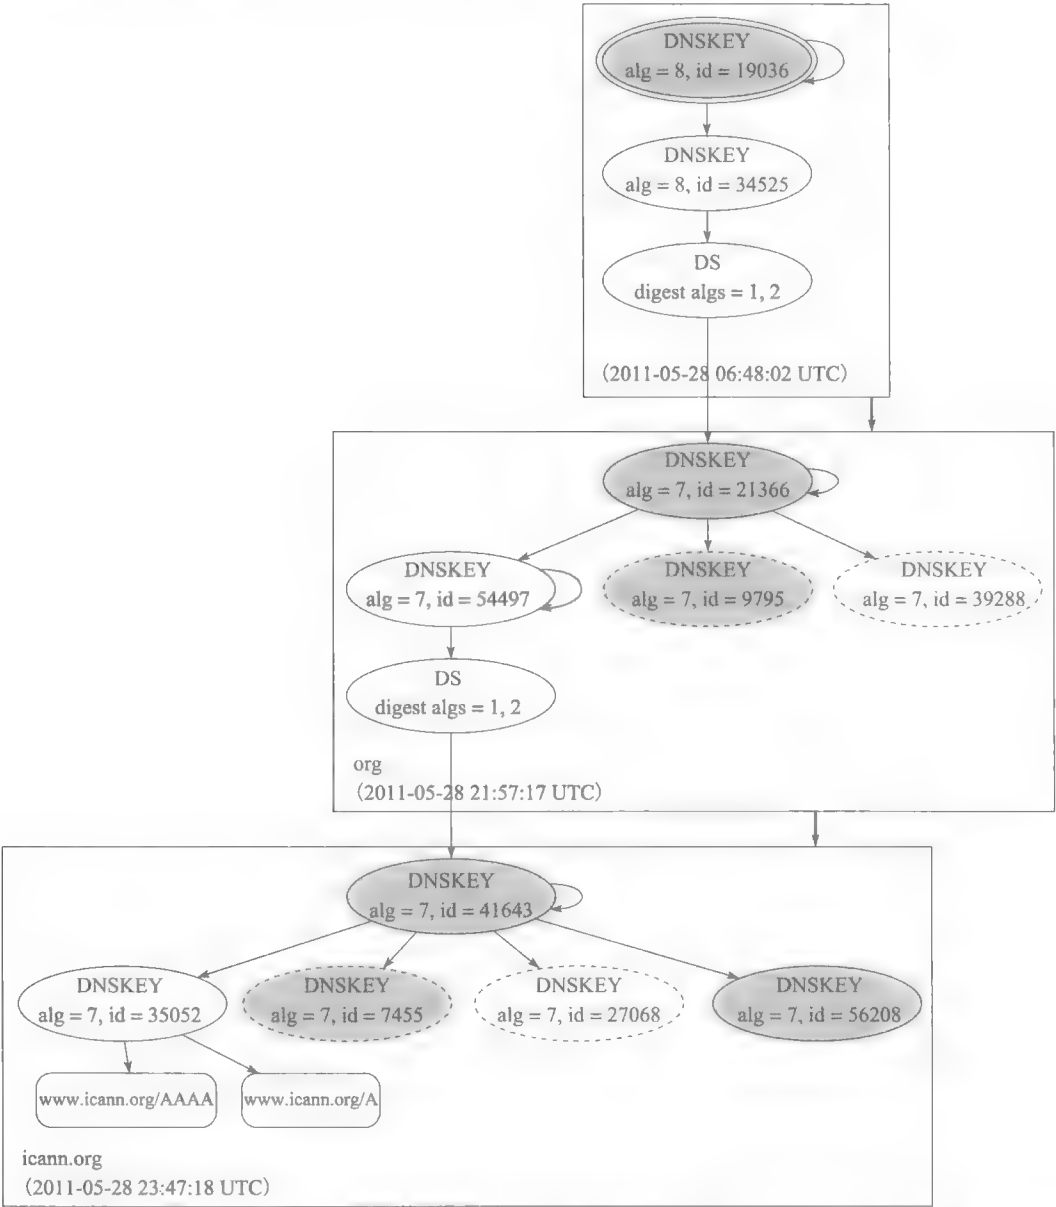 DNSKEY
alg = 8, id = 19036
DNSKEY
alg = 8, id = 34525
DS
digest algs = 1, 2
(2011-05-28 06:48:02 UTC)
DNSKEY
alg = 7, id = 21366
DNSKEY
alg = 7, id = 54497
DNSKEY
alg = 7, id = 9795
DNSKEY
alg = 7, id = 39288
DS
digest algs = 1, 2
org
(2011-05-28 21:57:17 UTC)
DNSKEY
alg = 7, id = 41643
DNSKEY
alg = 7, id = 35052
DNSKEY
alg = 7, id = 7455
DNSKEY
alg = 7, id = 27068
DNSKEY
alg = 7, id = 56208
www.icann.org/AAAA
www.icann.org/A
icann.org
(2011-05-28 23:47:18 UTC)